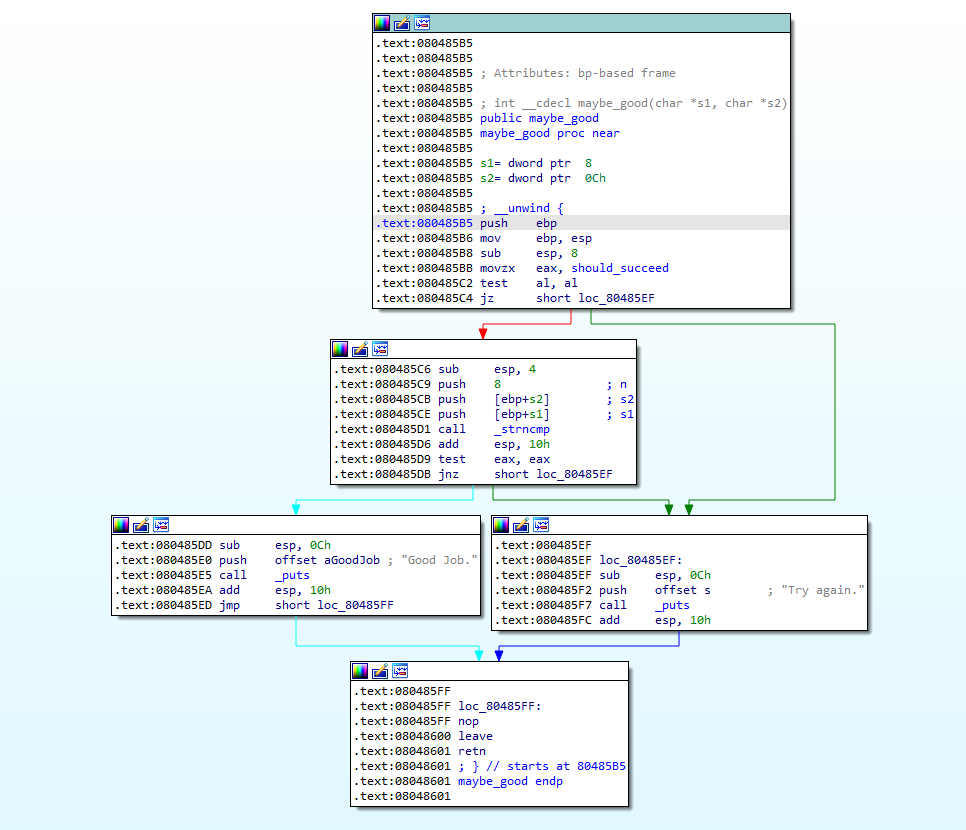 .text:080485B5
.text:080485B5
.text:080485B5 ; Attributes: bp-based frame
.text:080485B5
.text:080485B5 ; int __cdecl maybe_good(char *s1, char *s2)
.text:080485B5 public maybe_good
.text:080485B5 maybe_good proc near
.text:080485B5
.text:080485B5 s1= dword ptr  8
.text:080485B5 s2= dword ptr  0Ch
.text:080485B5
.text:080485B5 ; __unwind {
.text:080485B5 push    ebp
.text:080485B6 mov     ebp, esp
.text:080485B8 sub     esp, 8
.text:080485BB movzx   eax, should_succeed
.text:080485C2 test    al, al
.text:080485C4 jz      short loc_80485EF
.text:080485C6 sub     esp, 4
.text:080485C9 push    8               ; n
.text:080485CB push    [ebp+s2]        ; s2
.text:080485CE push    [ebp+s1]        ; s1
.text:080485D1 call    _strncmp
.text:080485D6 add     esp, 10h
.text:080485D9 test    eax, eax
.text:080485DB jnz     short loc_80485EF
.text:080485DD sub     esp, 0Ch
.text:080485E0 push    offset aGoodJob ; "Good Job."
.text:080485E5 call    _puts
.text:080485EA add     esp, 10h
.text:080485ED jmp     short loc_80485FF
.text:080485EF
.text:080485EF loc_80485EF:
.text:080485EF sub     esp, 0Ch
.text:080485F2 push    offset s        ; "Try again."
.text:080485F7 call    _puts
.text:080485FC add     esp, 10h
.text:080485FF
.text:080485FF loc_80485FF:
.text:080485FF nop
.text:08048600 leave
.text:08048601 retn
.text:08048601 ; } // starts at 80485B5
.text:08048601 maybe_good endp
.text:08048601